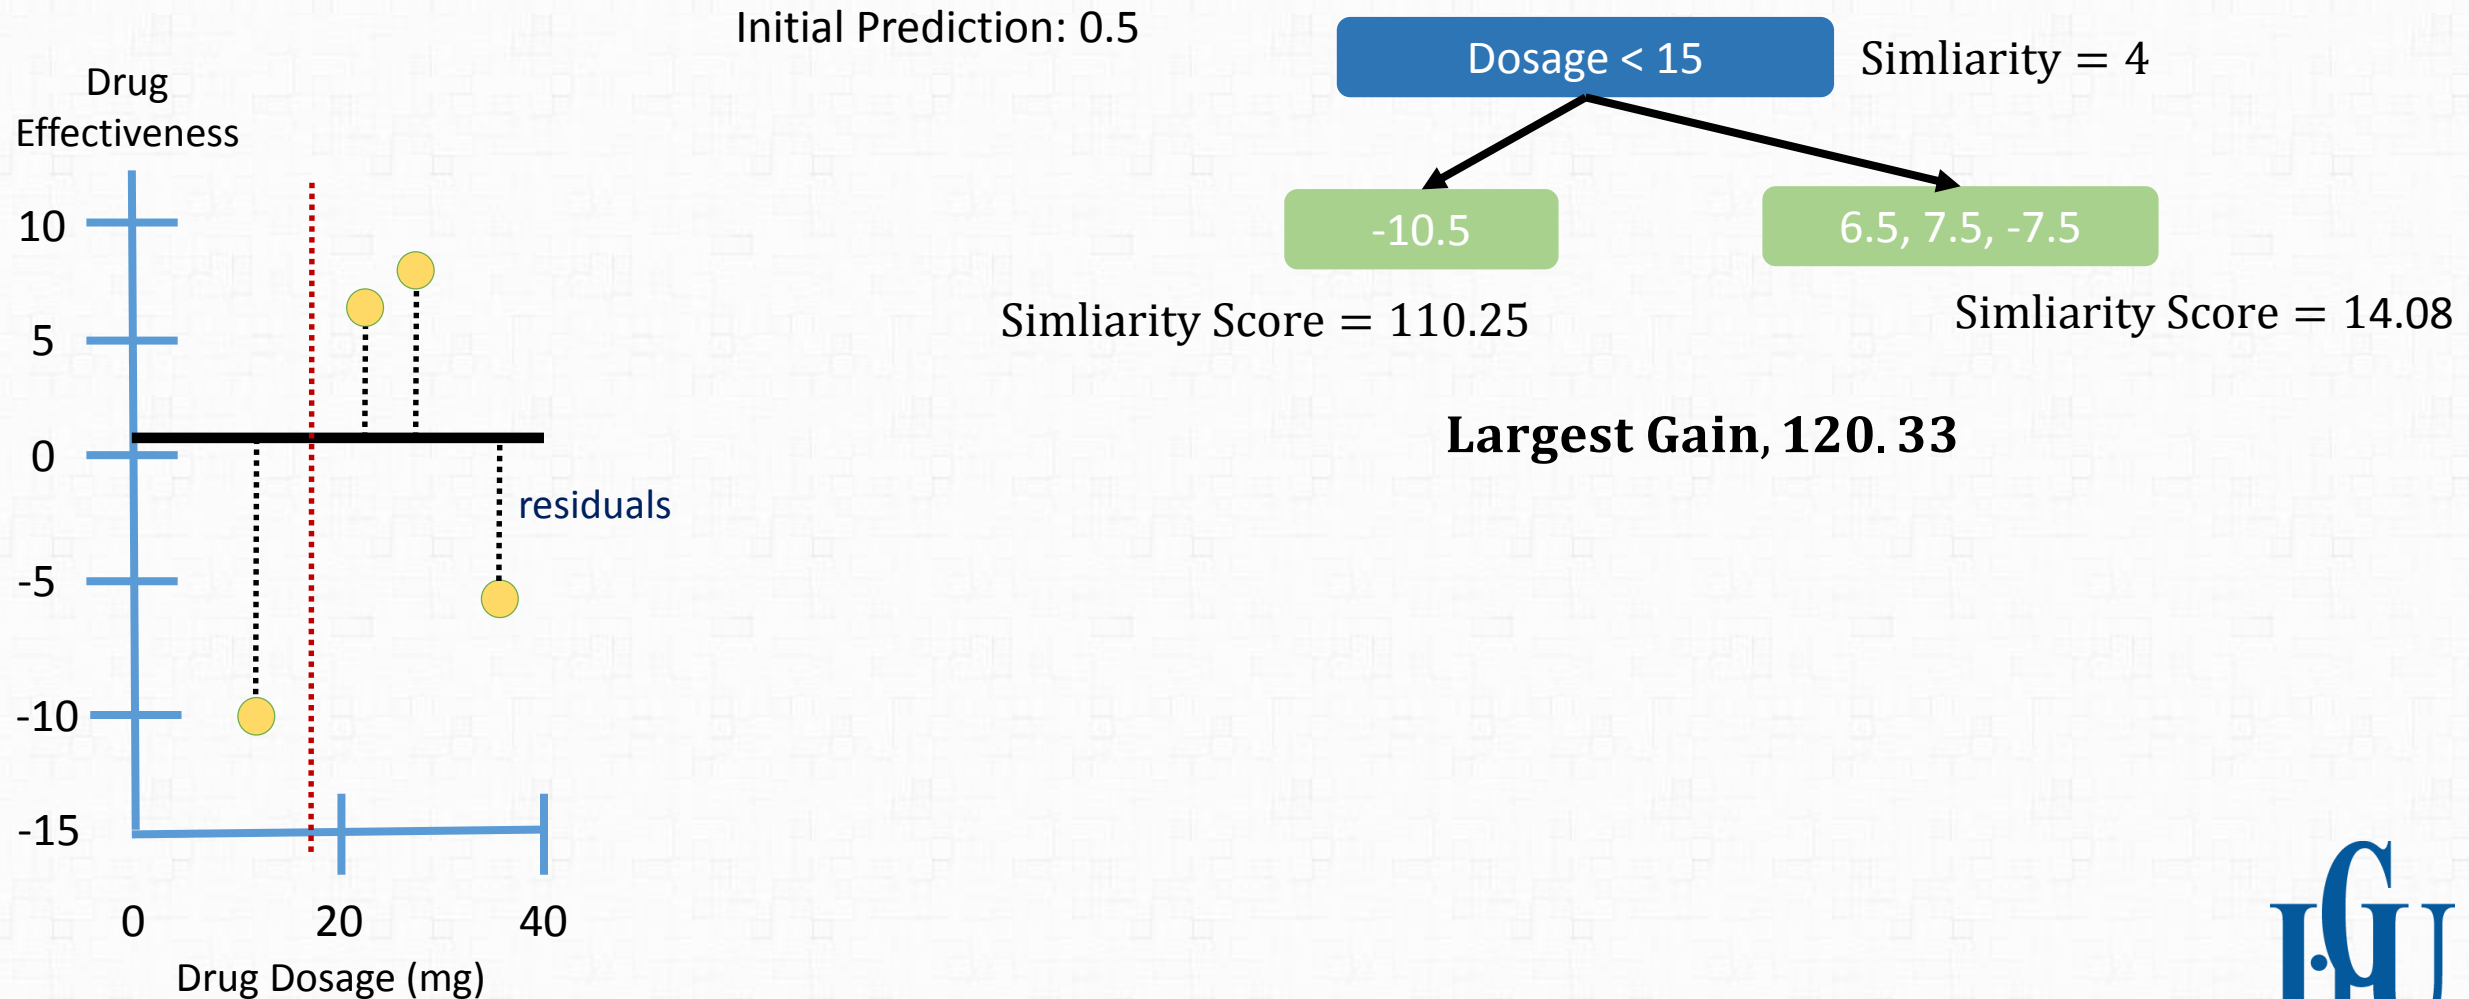 Initial Prediction: 0.5
Dosage < 15
Simliarity = 4
Drug
Effectiveness
-10.5
6.5, 7.5, -7.5
Simliarity Score = 110.25
Simliarity Score = 14.08
Largest Gain, 120.33
10
5
0
-5
-10
-15
residuals
0
20
40
Drug Dosage (mg)